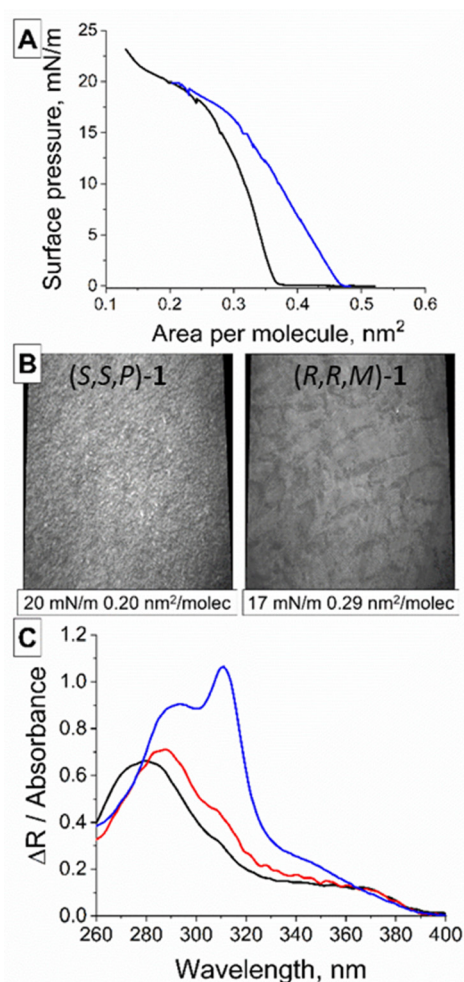 A
25
20
15
10
5
0
Surface pressure, mN/m
0.1 0.2 0.3 0.4 0.5 0.6
Area per molecule, nm²
B
(S,S,P)-1 (R,R,M)-1
20 mN/m 0.20 nm²/molec 17 mN/m 0.29 nm²/molec
C
1.2
1.0
0.8
0.6
0.4
0.2
0.0
ΔR / Absorbance
260 280 300 320 340 360 380 400
Wavelength, nm